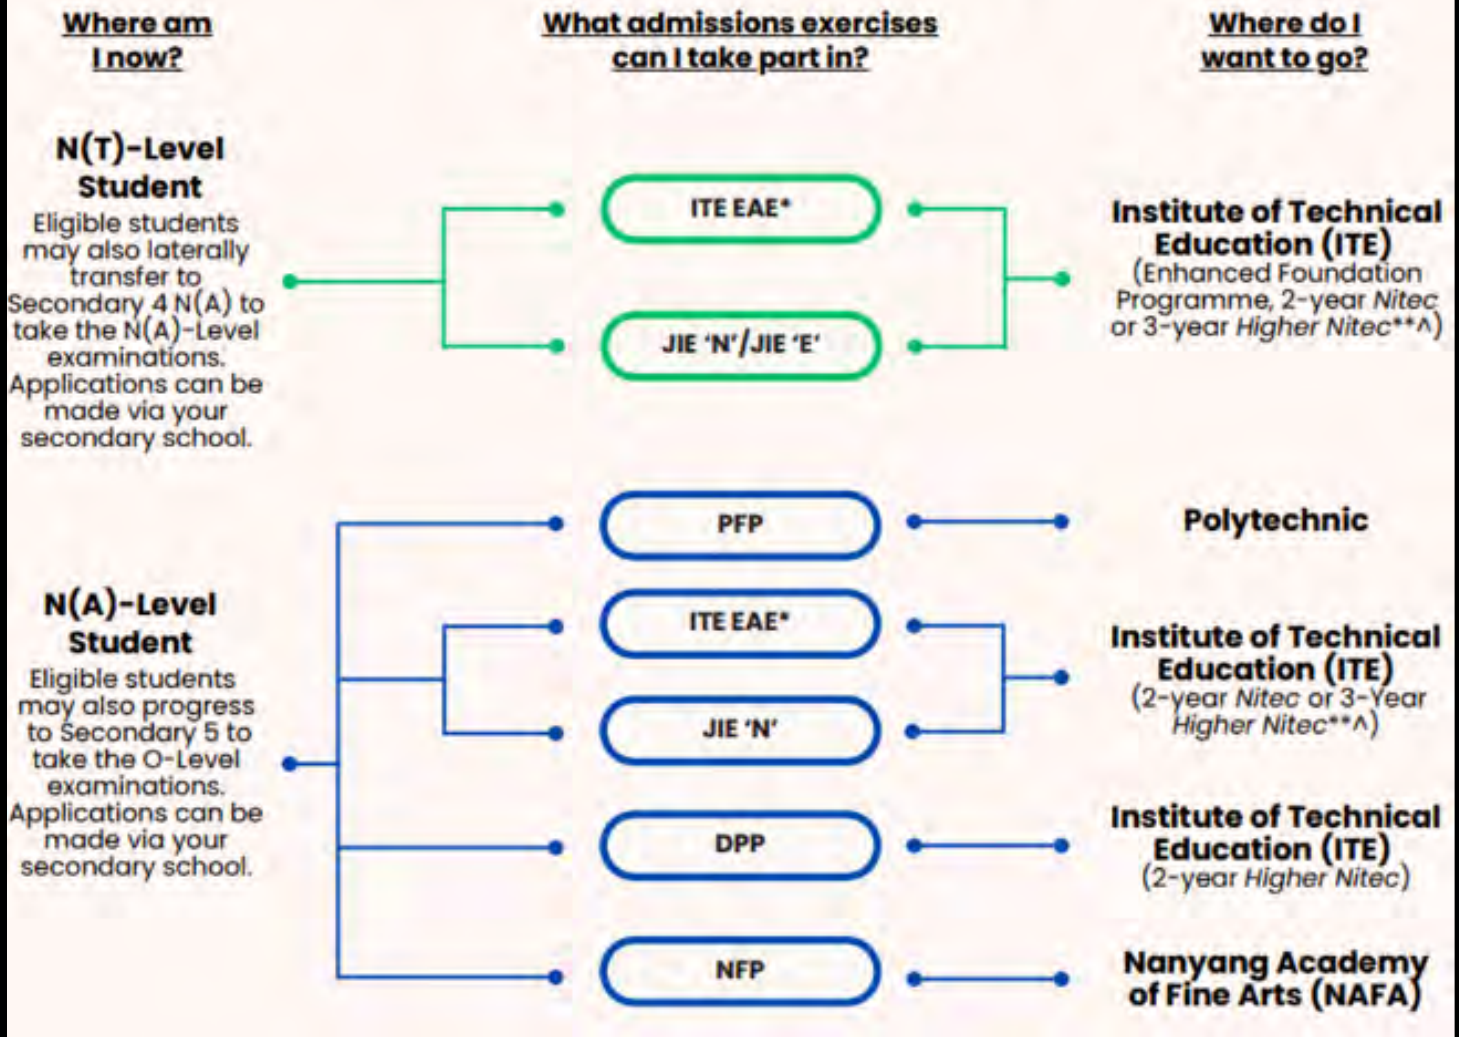 Where am
I now?
What admissions exercises
can I take part in?
Where do I
want to go?
N(T)-Level
Student
Eligible students
may also laterally
transfer to
Secondary 4 N(A) to
take the N(A)-Level
examinations.
Applications can be
made via your
secondary school.
ITE EAE*
JIE ‘N’/JIE ‘E’
Institute of Technical
Education (ITE)
(Enhanced Foundation
Programme, 2-year Nitec
or 3-year Higher Nitec**^)
N(A)-Level
Student
Eligible students
may also progress
to Secondary 5 to
take the O-Level
examinations.
Applications can be
made via your
secondary school.
PFP
Polytechnic
ITE EAE*
JIE ‘N’
Institute of Technical
Education (ITE)
(2-year Nitec or 3-Year
Higher Nitec**^)
DPP
Institute of Technical
Education (ITE)
(2-year Higher Nitec)
NFP
Nanyang Academy
of Fine Arts (NAFA)